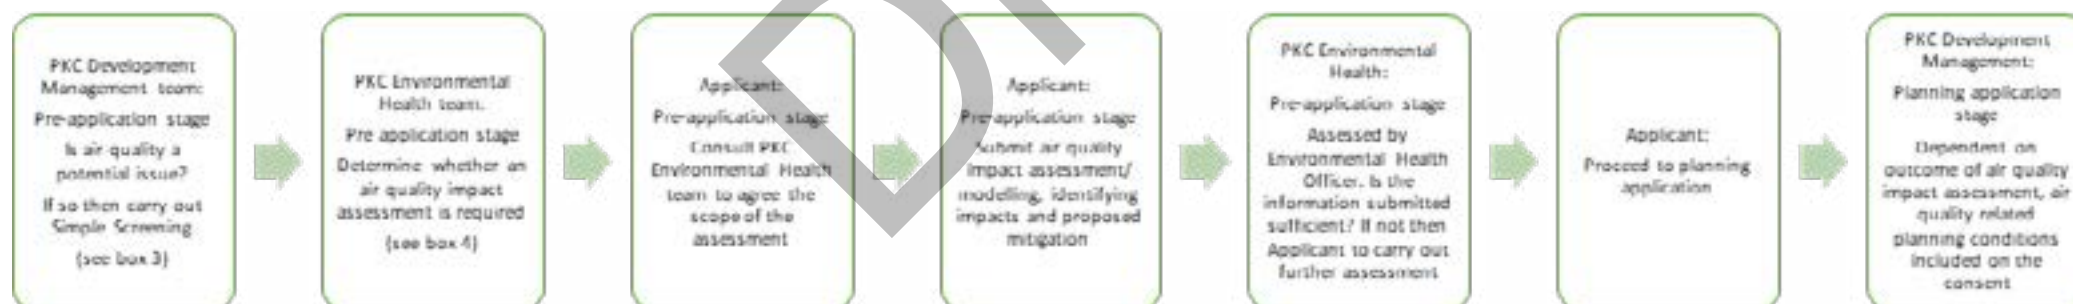 PKC Development
Management team:
Pre-application stage
Is air quality a
potential issue?
If so then carry out
Simple Screening
(see box 3)
PKC Environmental
Health team.
Pre application stage
Determine whether an
air quality impact
assessment is required
(see box 4)
Applicant:
Pre-application stage
Consult PKC
Environmental Health
team to agree the
scope of the
assessment
Applicant:
Pre-application stage
Submit air quality
impact assessment/
modelling, identifying
impacts and proposed
mitigation
PKC Environmental
Health:
Pre-application stage
Assessed by
Environmental Health
Officer. Is the
information submitted
sufficient? If not then
Applicant to carry out
further assessment
Applicant:
Proceed to planning
application
PKC Development
Management:
Planning application
stage
Dependent on
outcome of air quality
impact assessment, air
quality related
planning conditions
included on the
consent